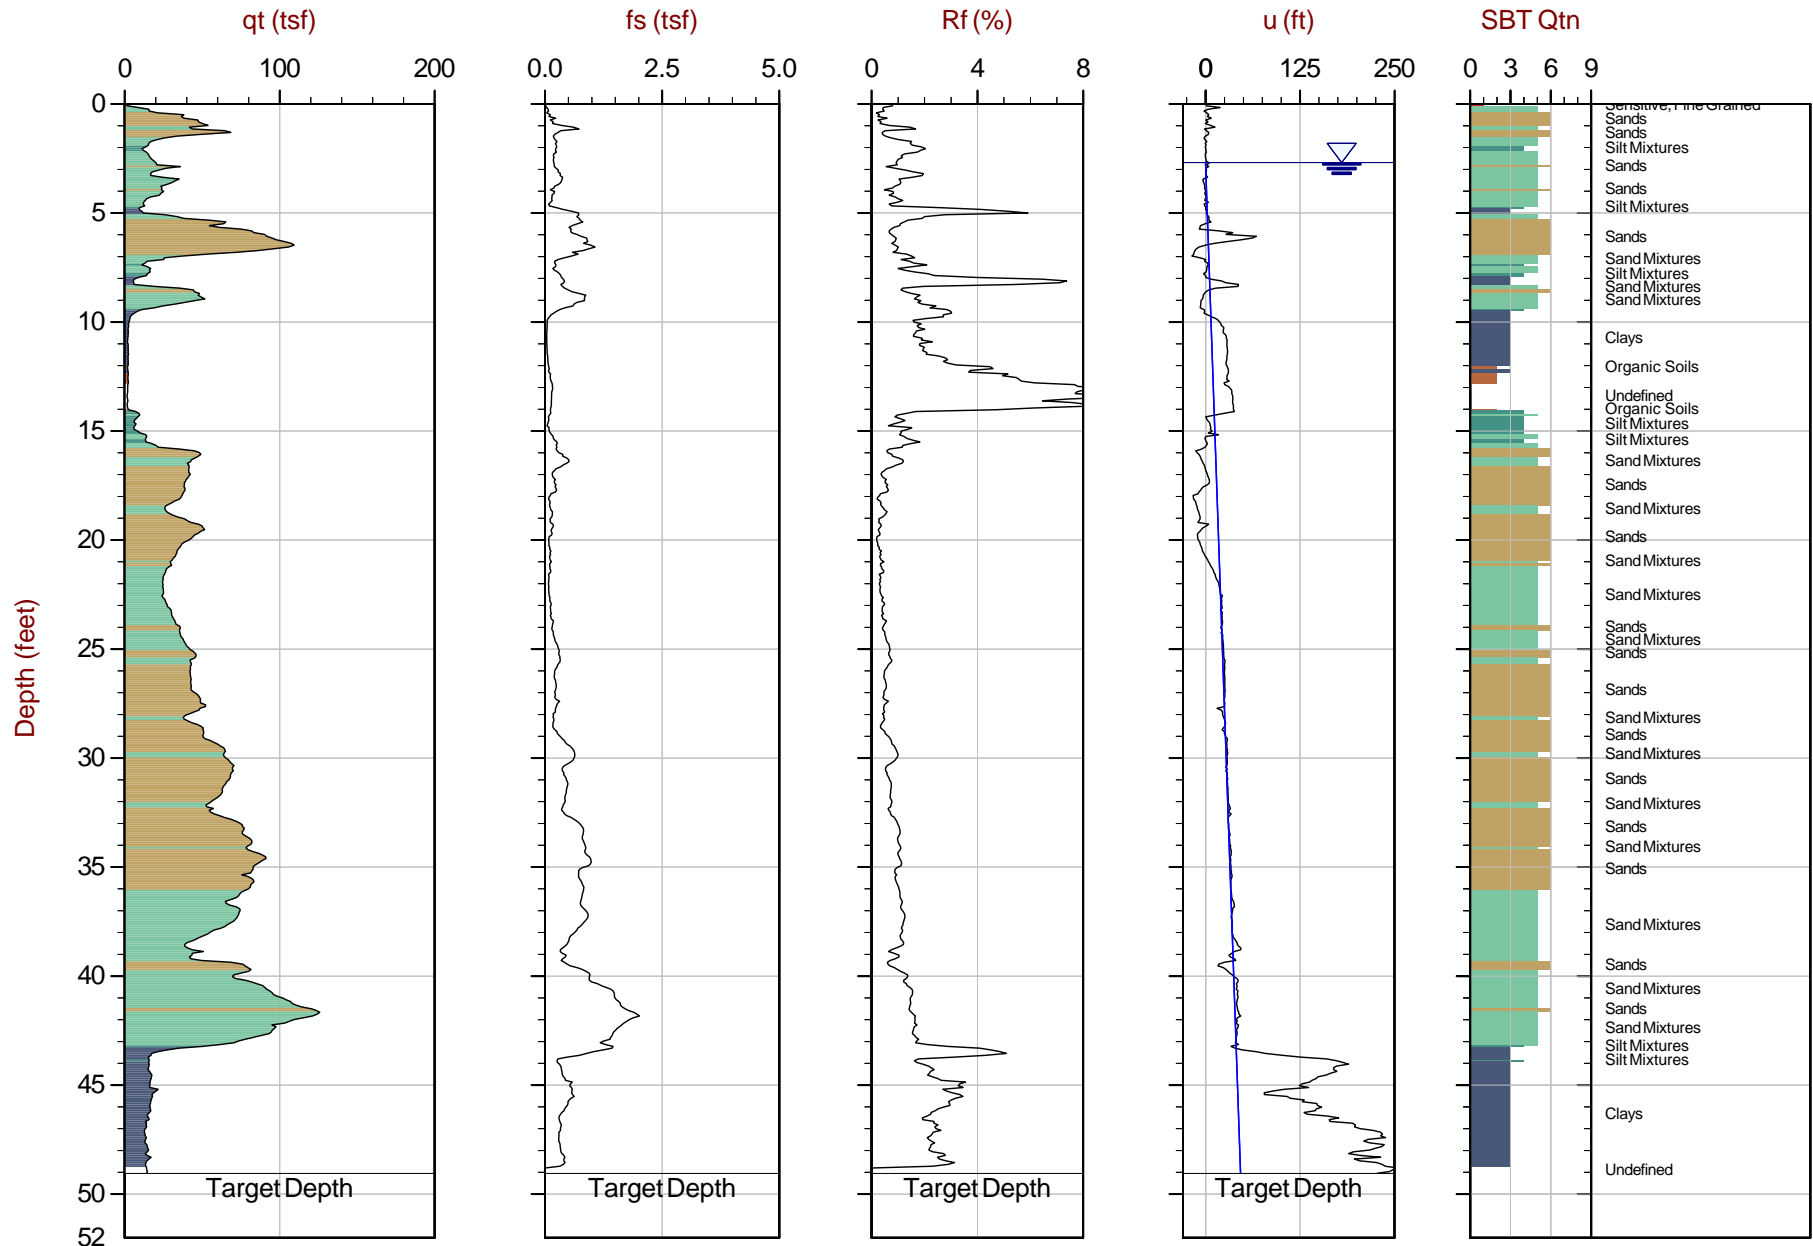 qt (tsf)
fs (tsf)
Rf (%)
u (ft)
SBT Qtn
0 100 200
0.0 2.5 5.0
0 4 8
0 125 250
0 3 6 9
Depth (feet)
0
5
10
15
20
25
30
35
40
45
50
52
Sensitive, Fine Grained
Sands
Sands
Silt Mixtures
Sands
Sands
Silt Mixtures
Sands
Sand Mixtures
Silt Mixtures
Sand Mixtures
Sand Mixtures
Clays
Organic Soils
Undefined
Organic Soils
Silt Mixtures
Silt Mixtures
Sand Mixtures
Sands
Sand Mixtures
Sands
Sand Mixtures
Sand Mixtures
Sands
Sand Mixtures
Sands
Sands
Sand Mixtures
Sands
Sand Mixtures
Sands
Sand Mixtures
Sands
Sand Mixtures
Sands
Sand Mixtures
Sands
Sand Mixtures
Sands
Sand Mixtures
Silt Mixtures
Silt Mixtures
Clays
Undefined
Target Depth
Target Depth
Target Depth
Target Depth